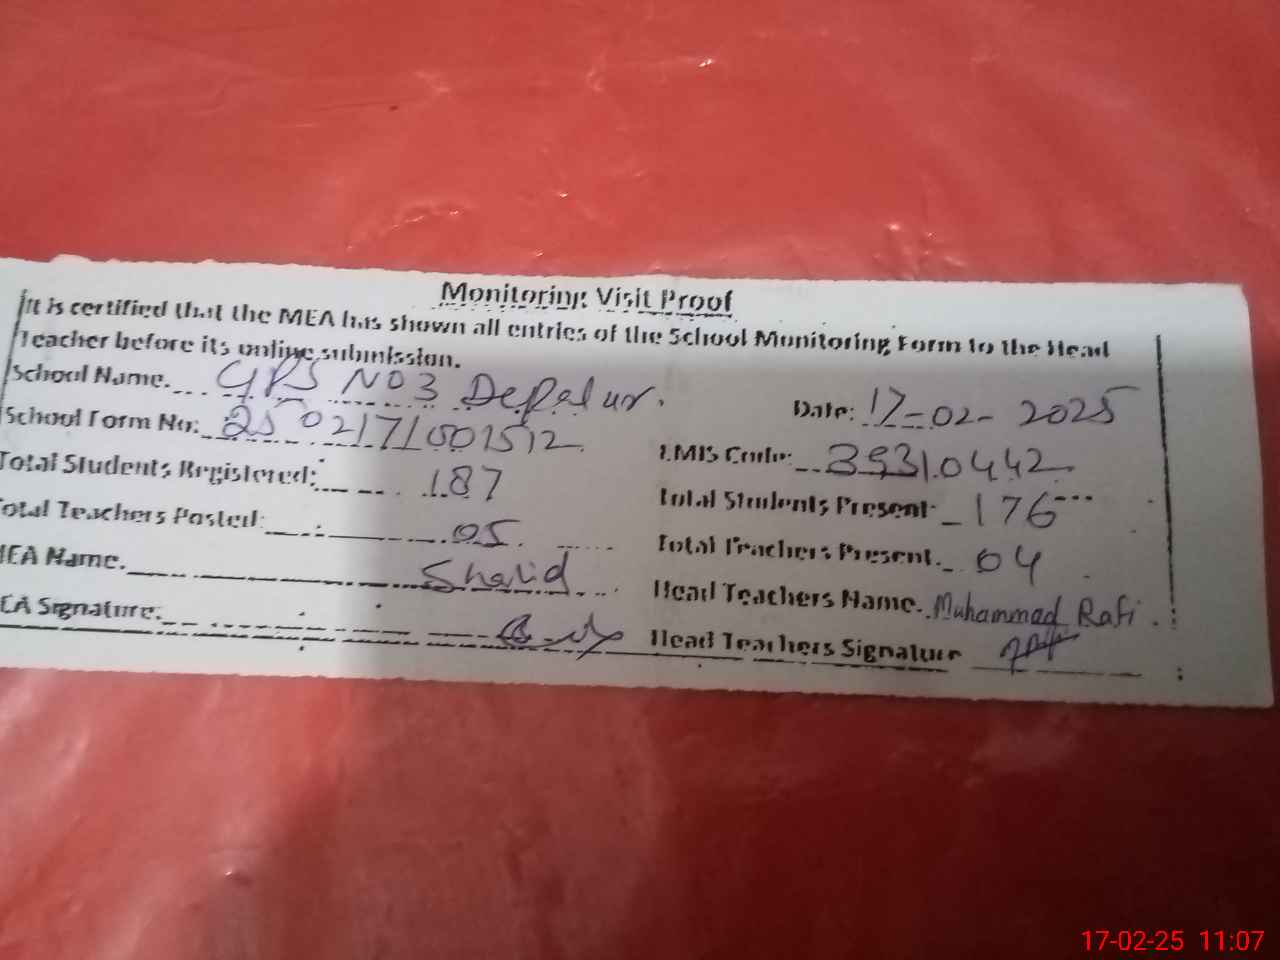 Monitoring Visit Proof
It is certified that the MEA has shown all entries of the School Monitoring Form to the Head
Teacher before its online submission.
School Name. GPS NO 3 Depalur.
Date: 17-02-2025
School Form No: 
EMIS Code: 39310442
Total Students Registered: 187
Total Students Present: 176
Total Teachers Posted: 05
Total Teachers Present. 04
MEA Name. Shahid
Head Teachers Name. Muhammad Rafi.
MEA Signature:
Head Teachers Signature
17-02-25 11:07